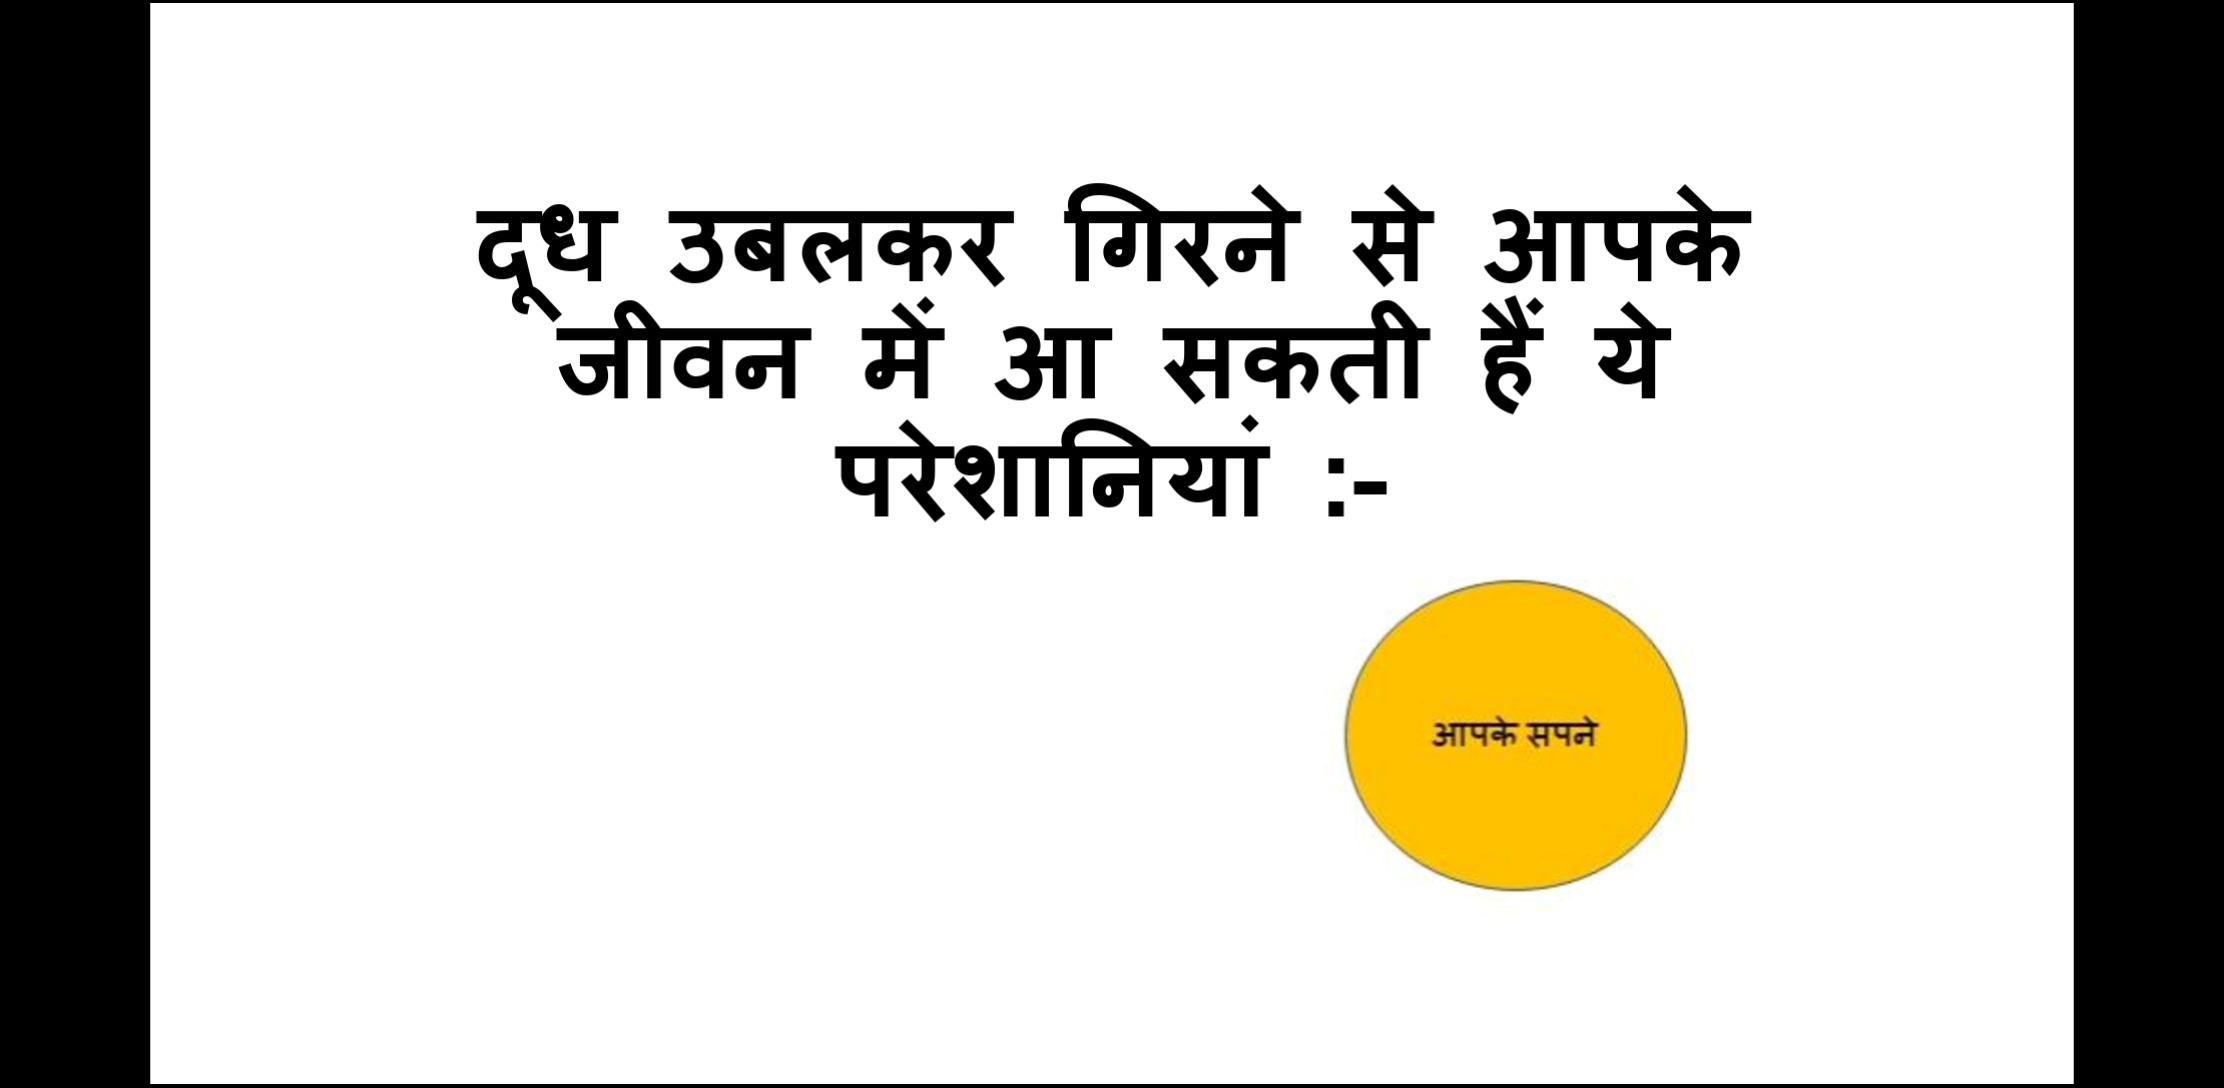 दूध उबलकर गिरने से आपके
जीवन में आ सकती हैं ये
परेशानियां :-
आपके सपने